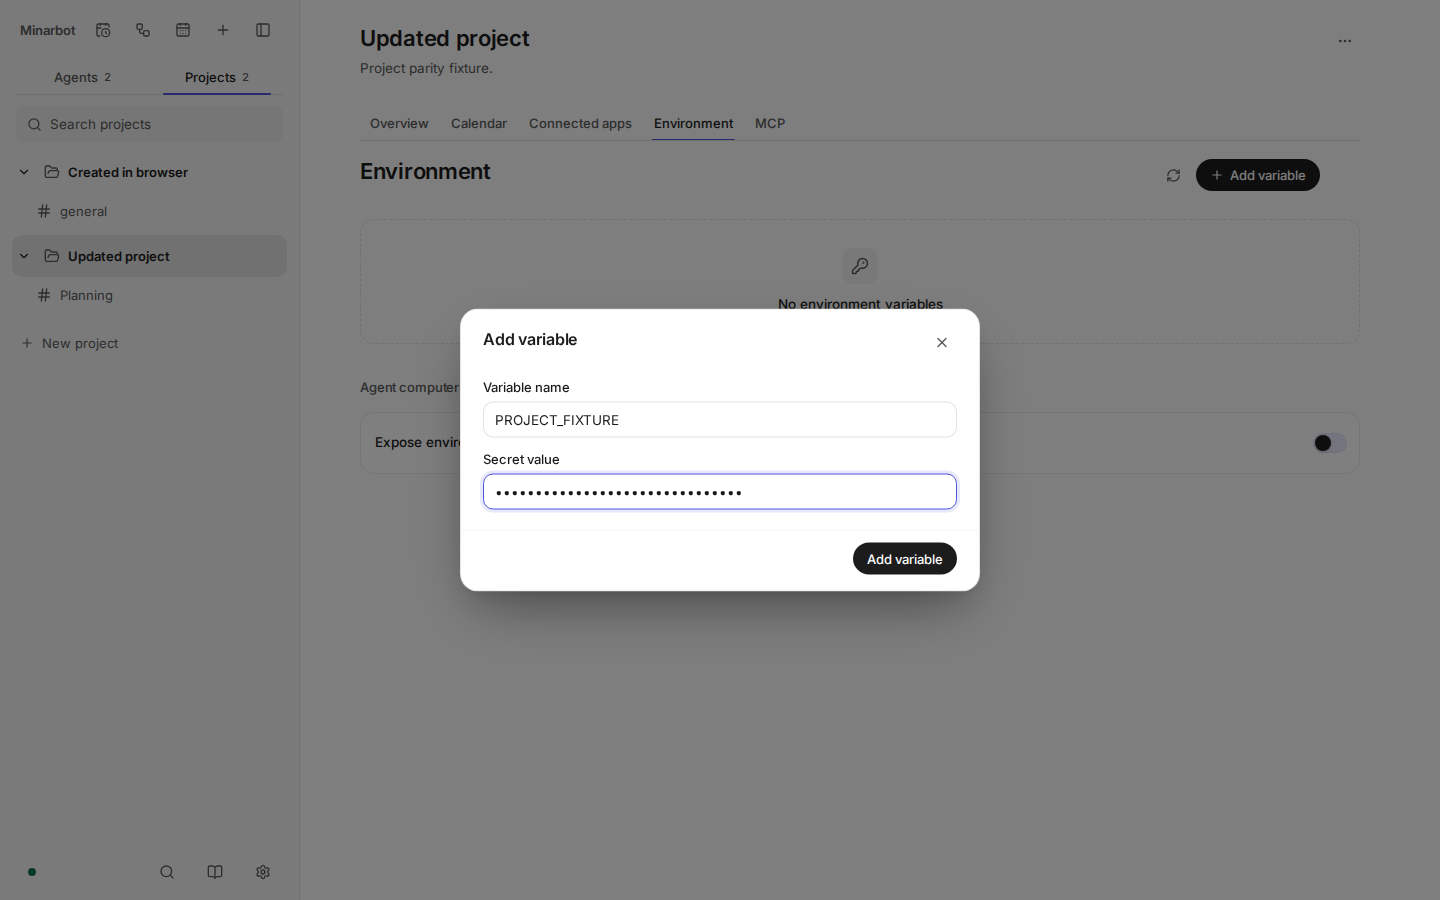 Minarbot
Agents 2
Projects 2
Search projects
Created in browser
general
Updated project
Planning
New project
Updated project
Project parity fixture.
Overview
Calendar
Connected apps
Environment
MCP
Environment
Add variable
No environment variables
Agent computer
Expose envir
Add variable
Variable name
PROJECT_FIXTURE
Secret value
•••••••••••••••••••••••••••••••
Add variable